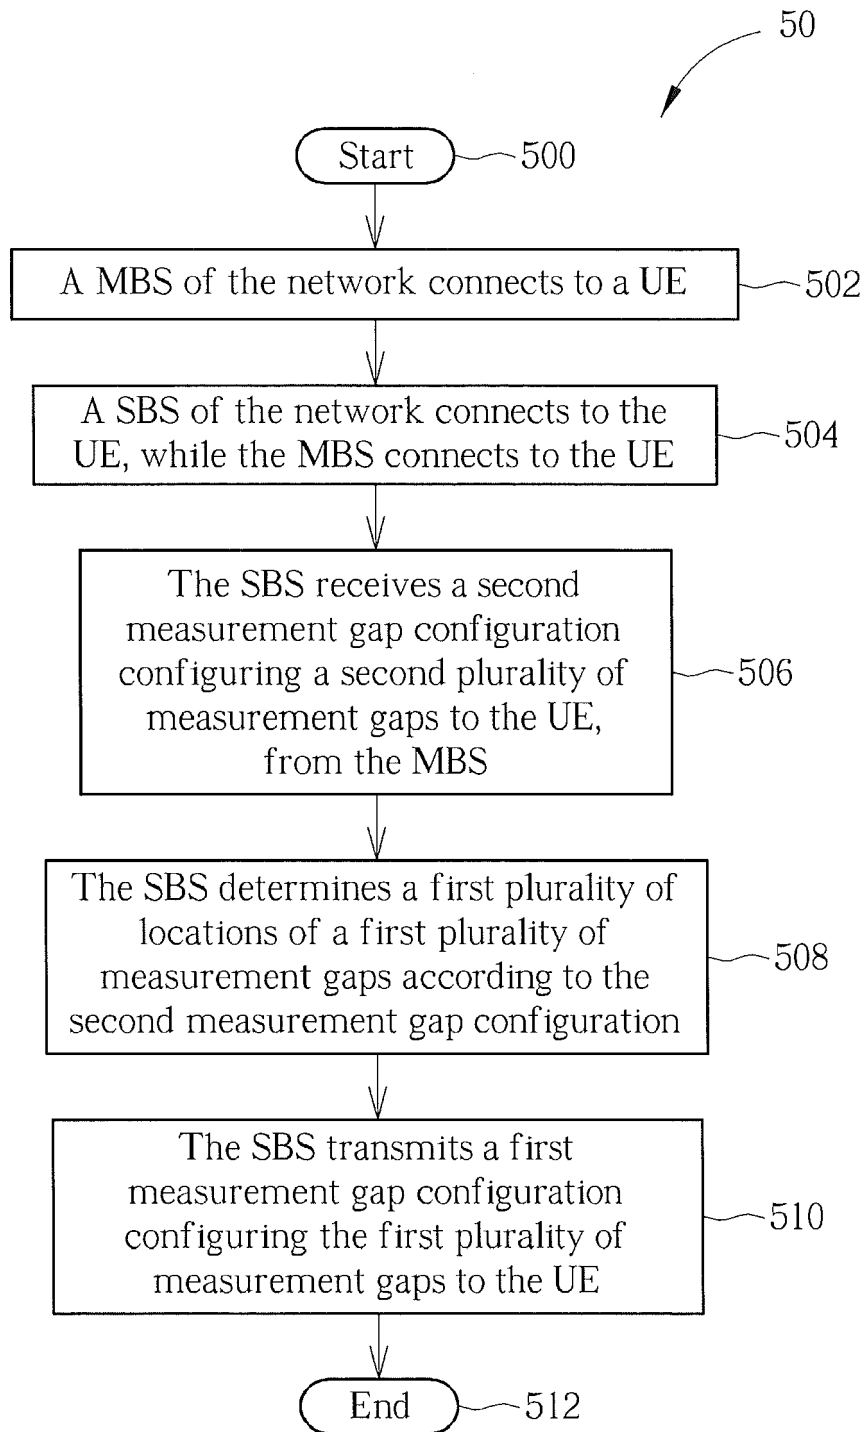 50
Start
500
A MBS of the network connects to a UE
502
A SBS of the network connects to the
UE, while the MBS connects to the UE
504
The SBS receives a second
measurement gap configuration
configuring a second plurality of
measurement gaps to the UE,
from the MBS
506
The SBS determines a first plurality of
locations of a first plurality of
measurement gaps according to the
second measurement gap configuration
508
The SBS transmits a first
measurement gap configuration
configuring the first plurality of
measurement gaps to the UE
510
End
512